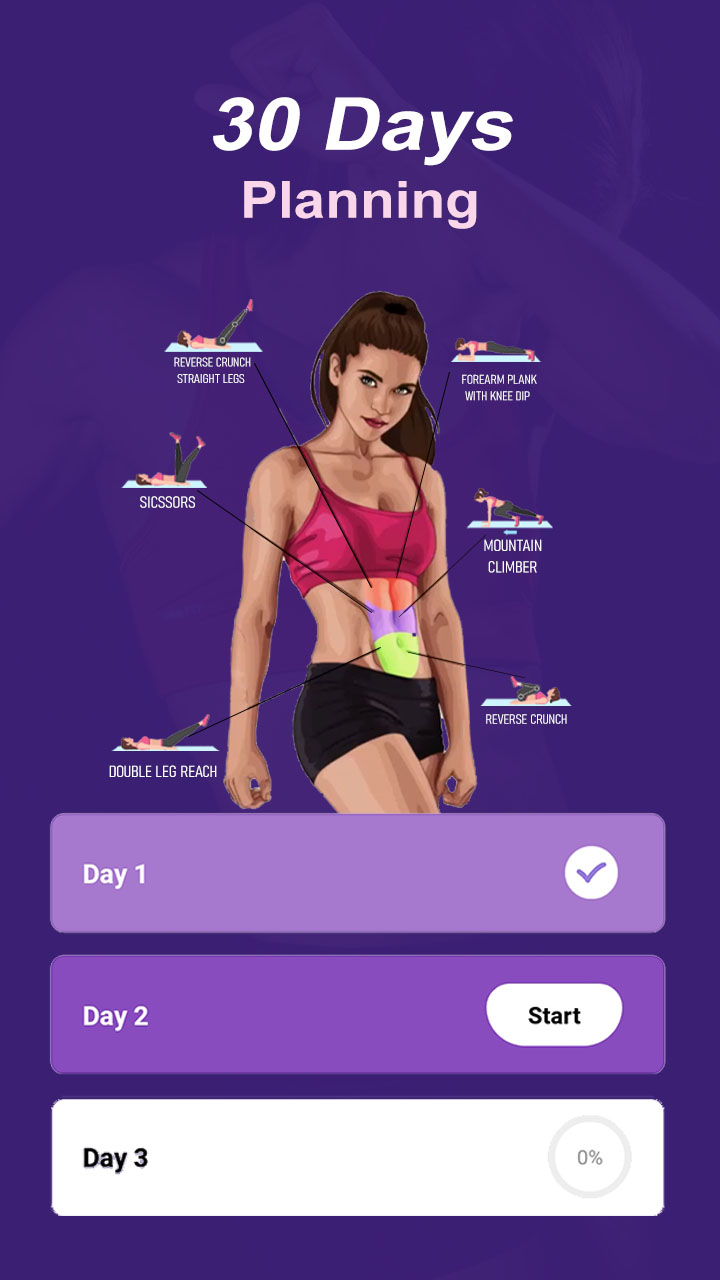 30 Days
Planning
REVERSE CRUNCH
STRAIGHT LEGS
FOREARM PLANK
WITH KNEE DIP
SICSSORS
MOUNTAIN
CLIMBER
REVERSE CRUNCH
DOUBLE LEG REACH
Day 1
Day 2
Start
Day 3
0%